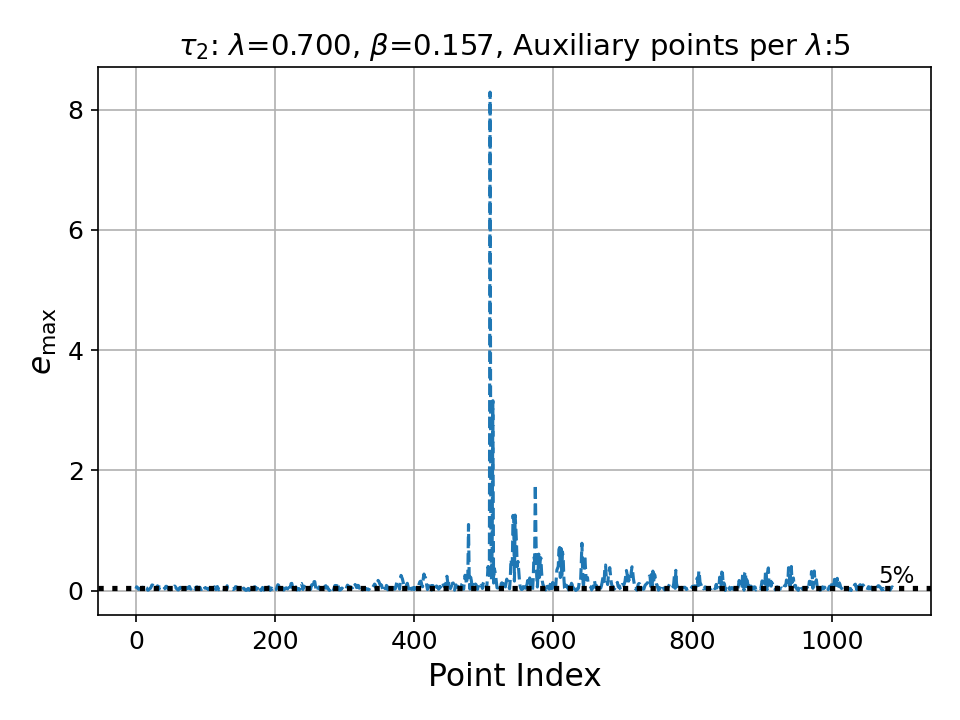 τ₂: λ=0.700, β=0.157, Auxiliary points per λ:5
e_max
8
6
4
2
0
5%
0 200 400 600 800 1000
Point Index